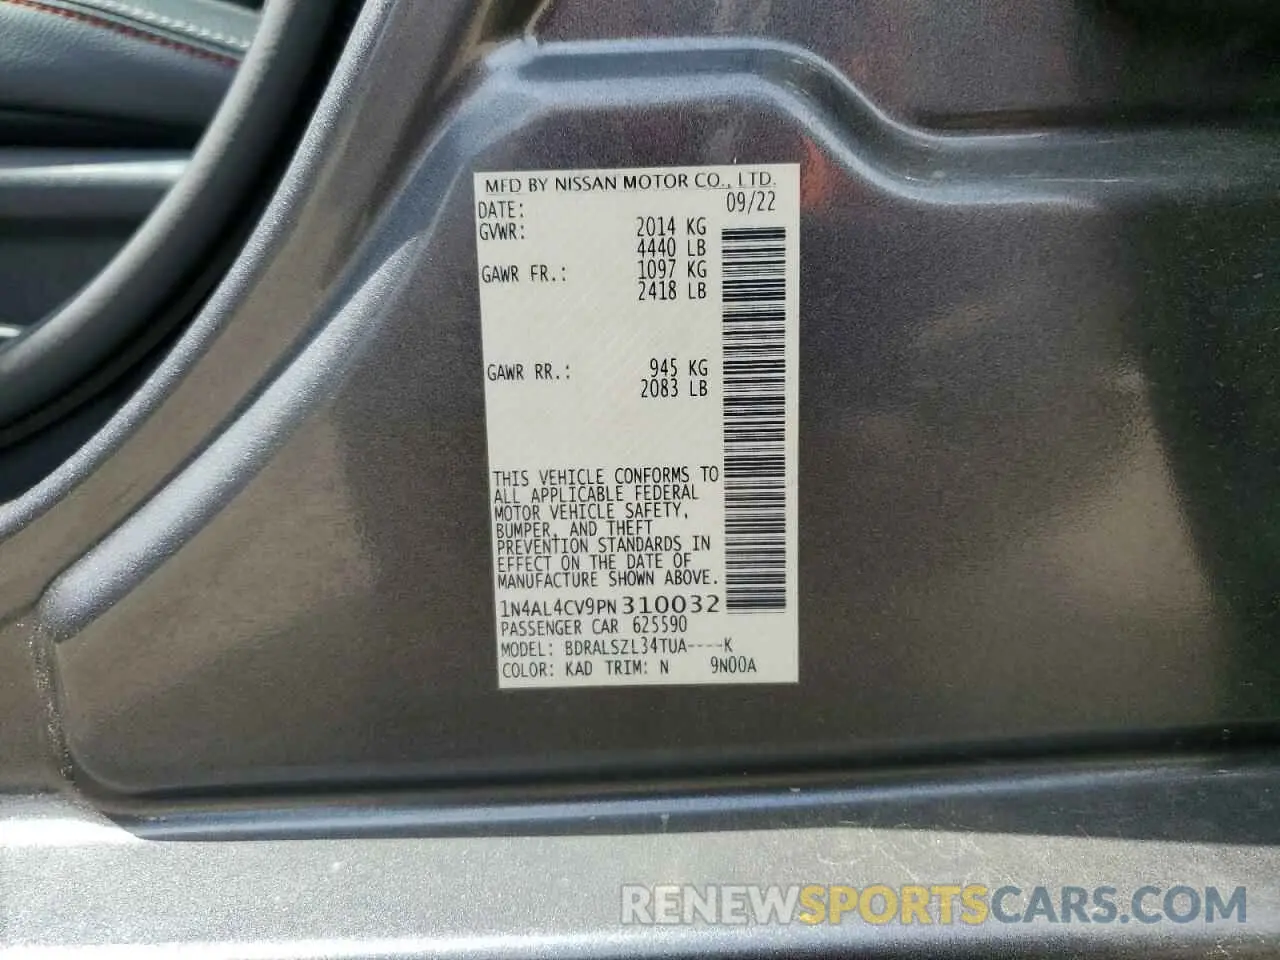 MFD BY NISSAN MOTOR CO., LTD.
DATE: 09/22
GVWR: 2014 KG
4440 LB
GAWR FR.: 1097 KG
2418 LB
GAWR RR.: 945 KG
2083 LB
THIS VEHICLE CONFORMS TO
ALL APPLICABLE FEDERAL
MOTOR VEHICLE SAFETY,
BUMPER, AND THEFT
PREVENTION STANDARDS IN
EFFECT ON THE DATE OF
MANUFACTURE SHOWN ABOVE.
1N4AL4CV9PN310032
PASSENGER CAR 625590
MODEL: BDRALSZL34TUA----K
COLOR: KAD TRIM: N 9N00A
RENEWSPORTSCARS.COM